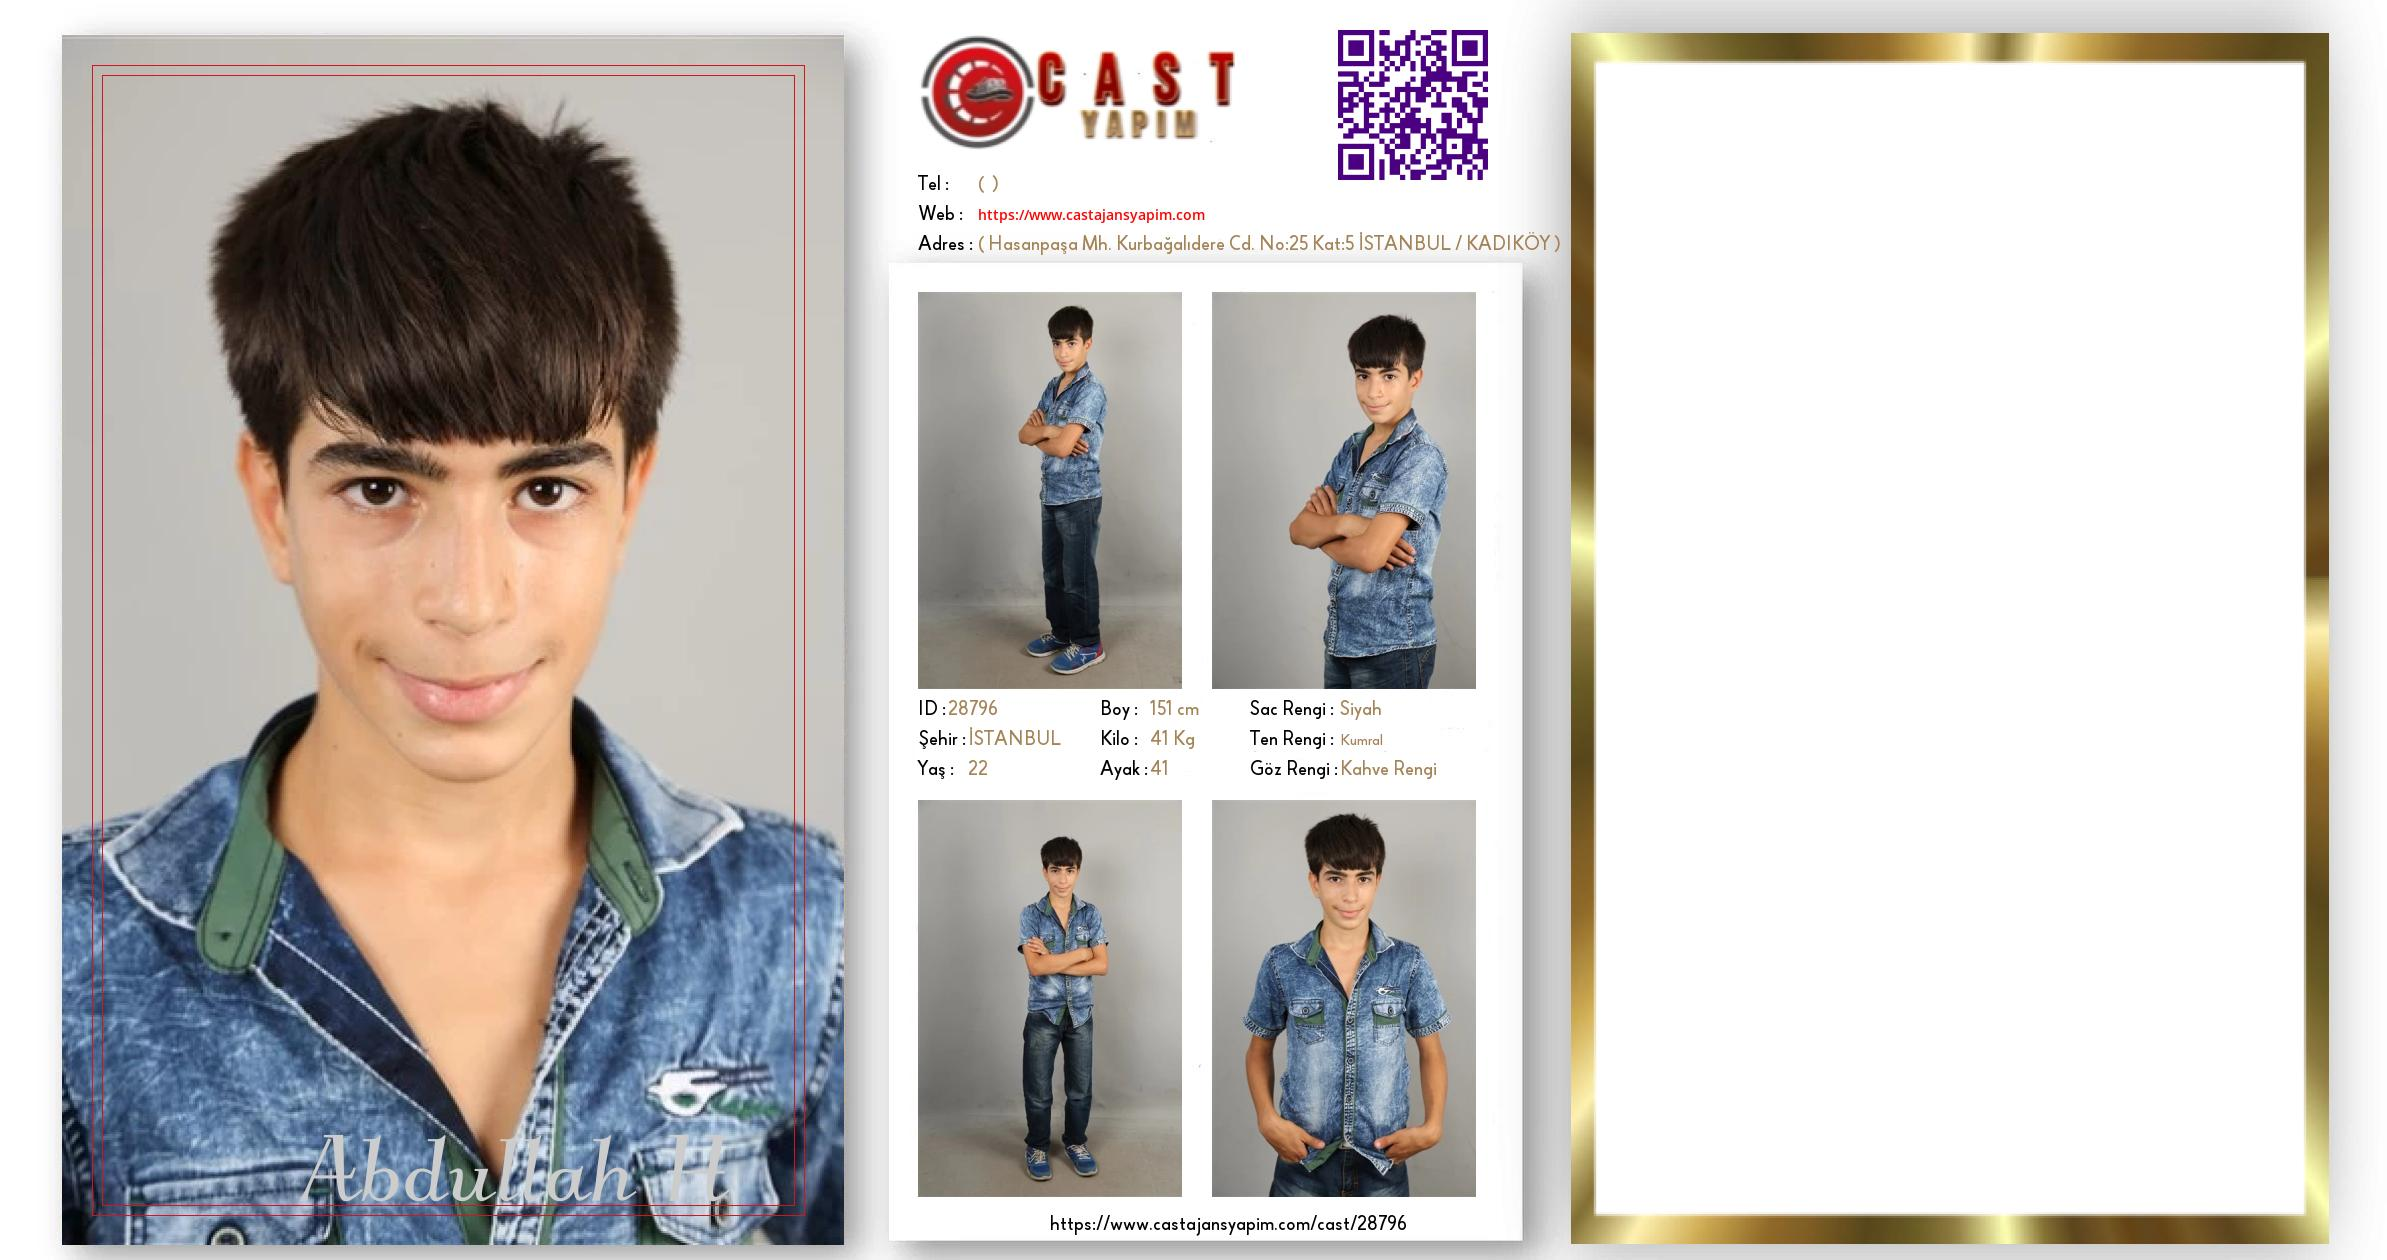 Abdullah H
CAST
YAPIM
Tel : ( )
Web : https://www.castajansyapim.com
Adres : ( Hasanpaşa Mh. Kurbağalıdere Cd. No:25 Kat:5 İSTANBUL / KADIKÖY )
ID : 28796 Boy : 151 cm Sac Rengi : Siyah
Şehir : İSTANBUL Kilo : 41 Kg Ten Rengi : Kumral
Yaş : 22 Ayak : 41 Göz Rengi : Kahve Rengi
https://www.castajansyapim.com/cast/28796